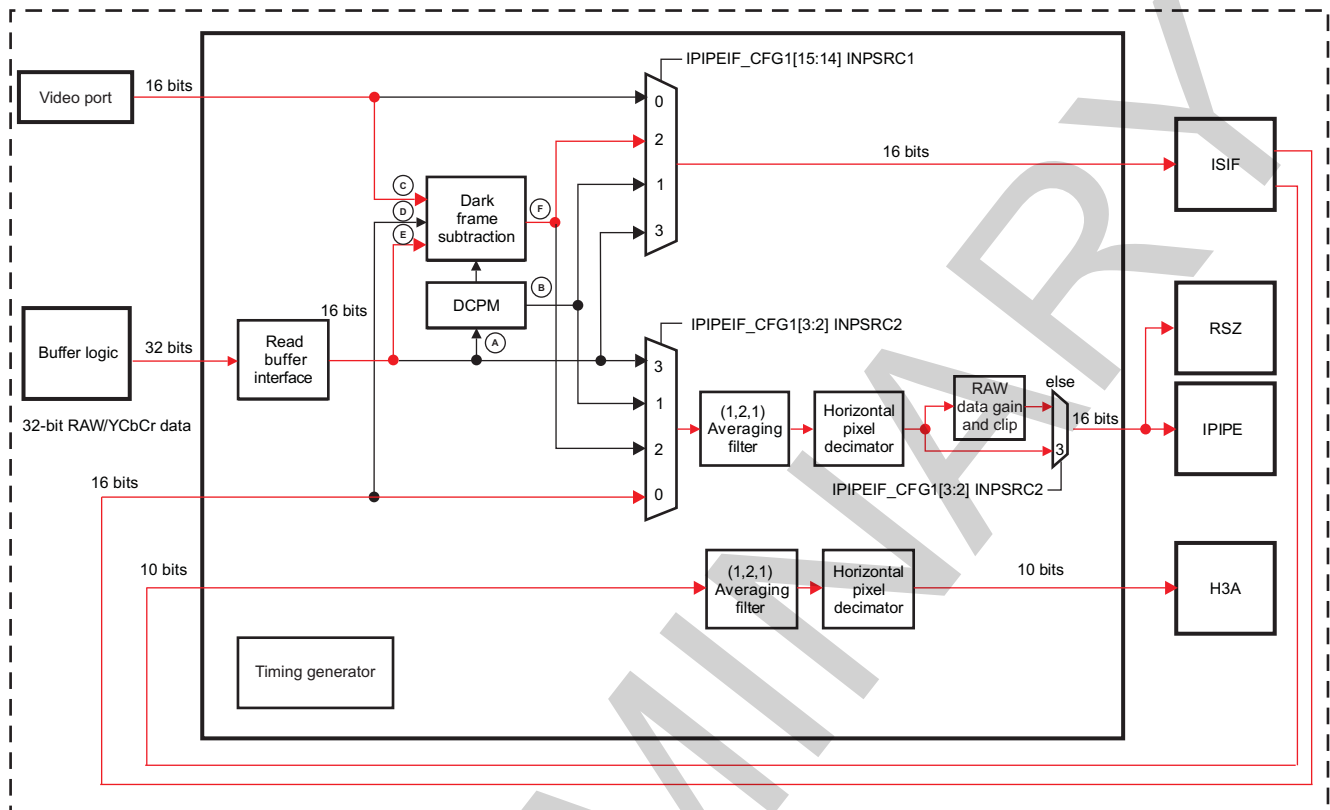 IPIPEIF_CFG1[15:14] INPSRC1
Video port
16 bits
0
2
1
3
16 bits
ISIF
C
D
E
Dark
frame
subtraction
F
DCPM
B
A
Buffer logic
32 bits
32-bit RAW/YCbCr data
Read
buffer
interface
16 bits
IPIPEIF_CFG1[3:2] INPSRC2
3
1
2
0
(1,2,1)
Averaging
filter
Horizontal
pixel
decimator
RAW
data gain
and clip
else
3
16 bits
IPIPEIF_CFG1[3:2] INPSRC2
RSZ
IPIPE
16 bits
10 bits
(1,2,1)
Averaging
filter
Horizontal
pixel
decimator
10 bits
H3A
Timing generator
MINARY